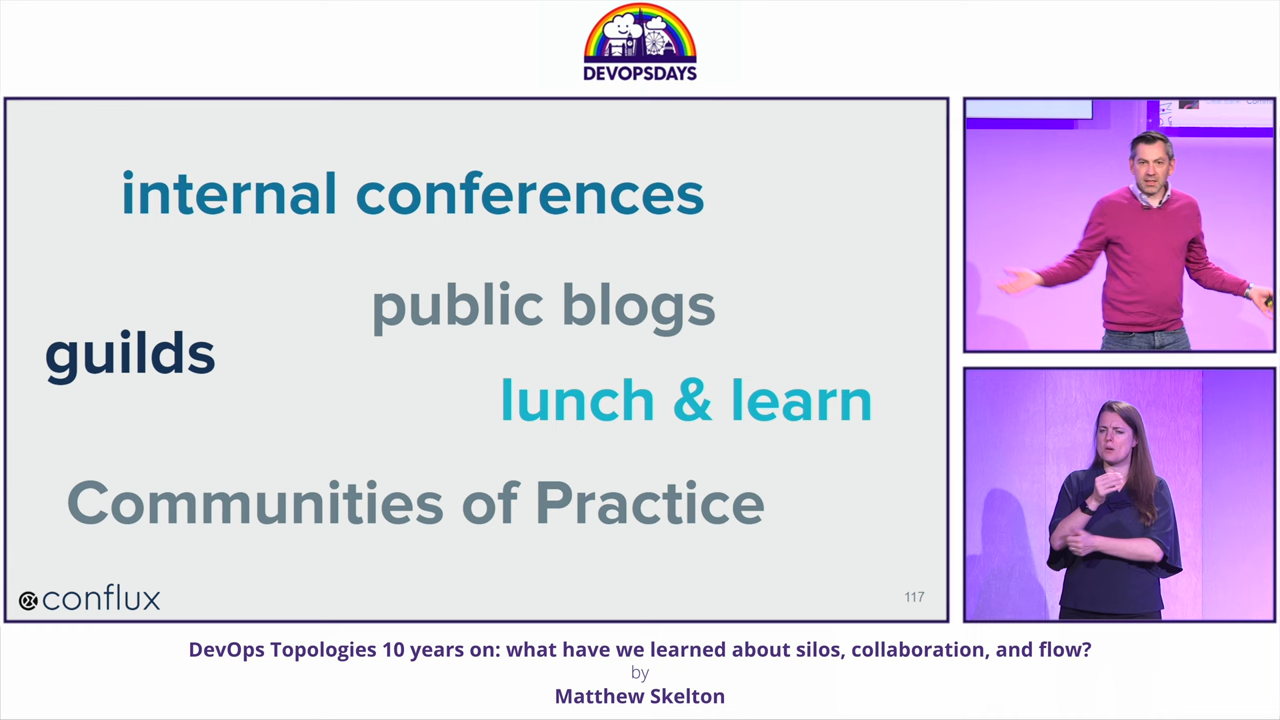 DEVOPSDAYS
internal conferences
public blogs
guilds
lunch & learn
Communities of Practice
conflux
117
DevOps Topologies 10 years on: what have we learned about silos, collaboration, and flow?
by
Matthew Skelton